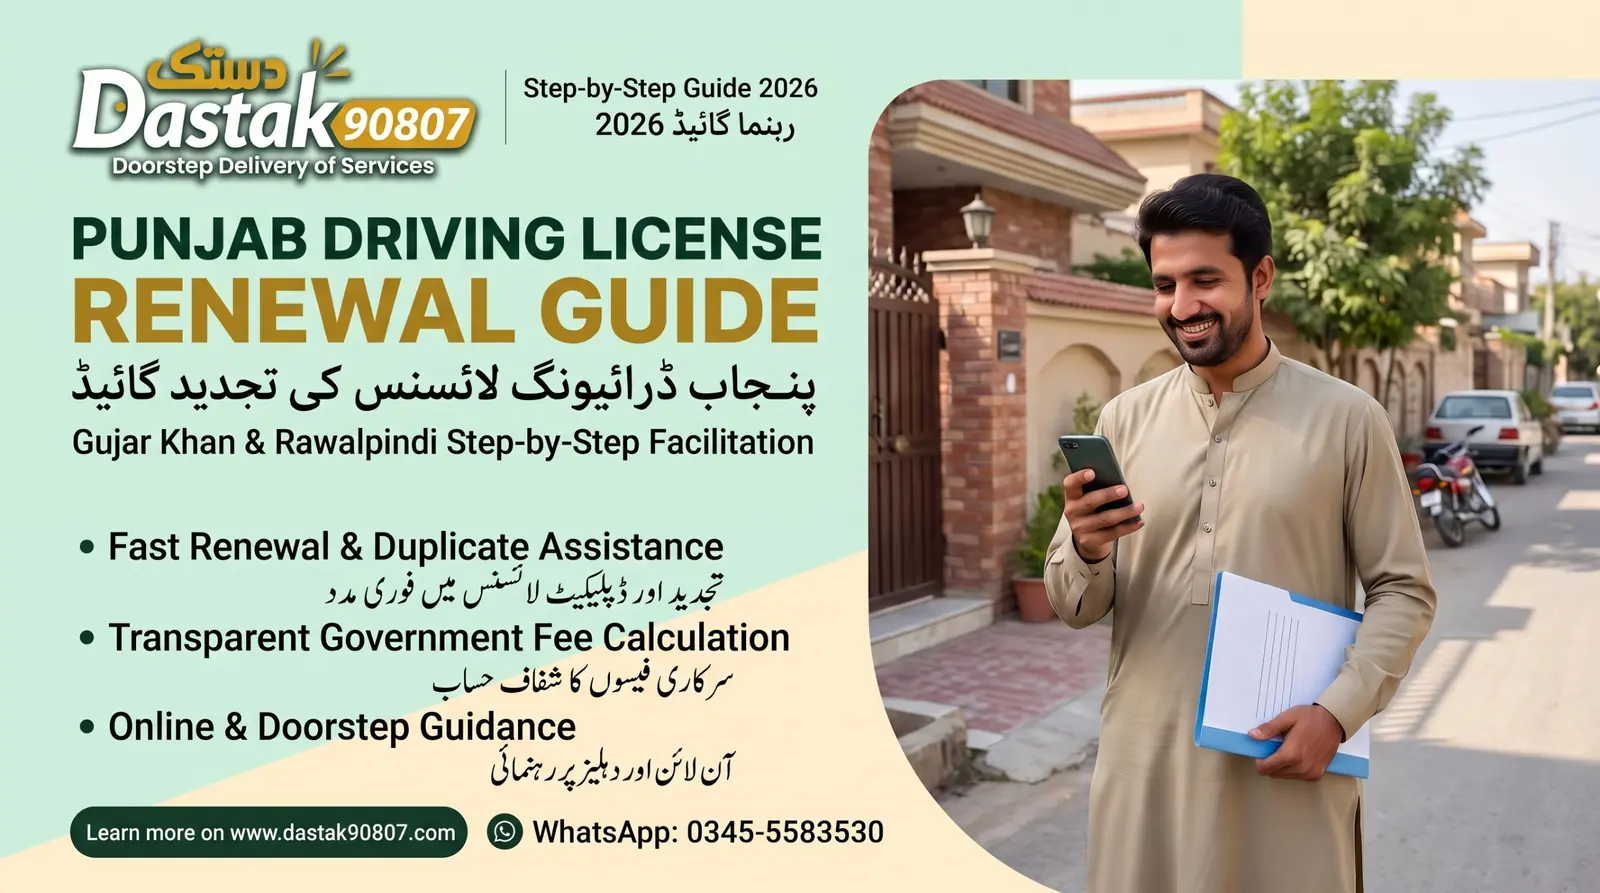 دستک
Dastak 90807
Doorstep Delivery of Services
Step-by-Step Guide 2026
رہنما گائیڈ 2026
PUNJAB DRIVING LICENSE
RENEWAL GUIDE
پنجاب ڈرائیونگ لائسنس کی تجدید گائیڈ
Gujar Khan & Rawalpindi Step-by-Step Facilitation
• Fast Renewal & Duplicate Assistance
تجدید اور ڈپلیکیٹ لائسنس میں فوری مدد
• Transparent Government Fee Calculation
سرکاری فیسوں کا شفاف حساب
• Online & Doorstep Guidance
آن لائن اور دہلیز پر رہنمائی
Learn more on www.dastak90807.com
WhatsApp: 0345-5583530